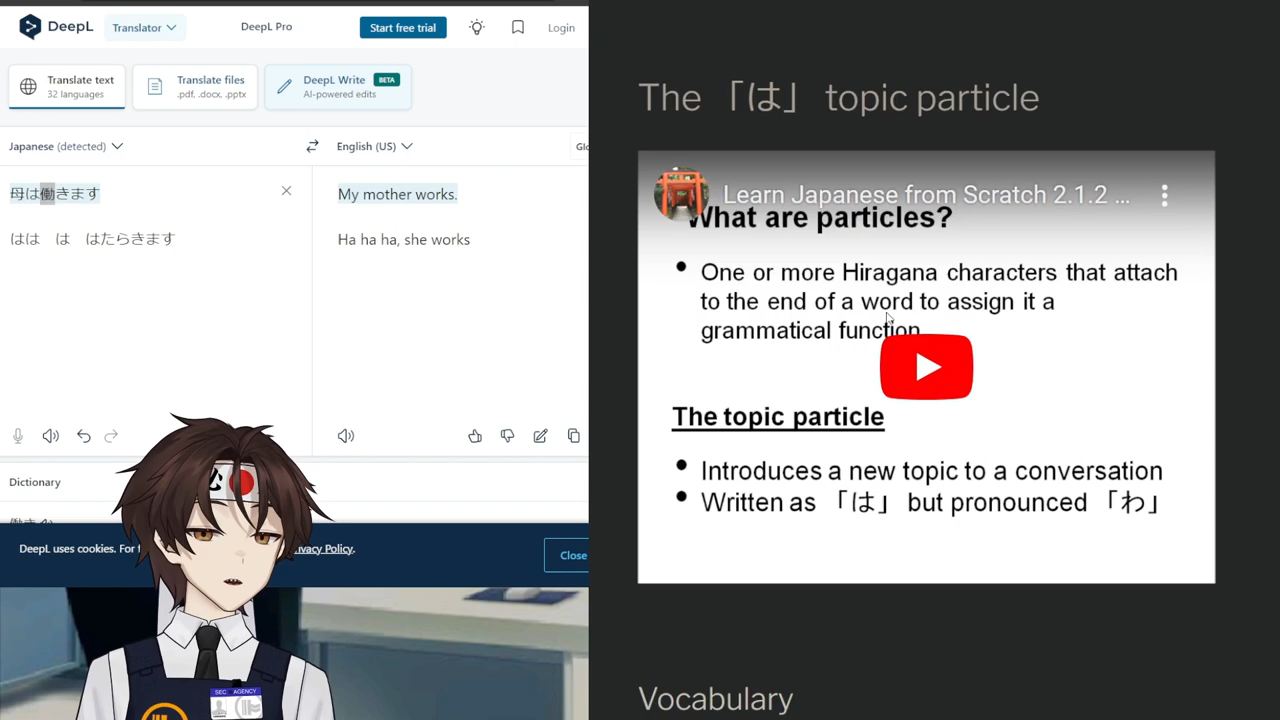 DeepL
Translator
DeepL Pro
Start free trial
Login
Translate text
32 languages
Translate files
.pdf, .docx, .pptx
DeepL Write BETA
AI-powered edits
Japanese (detected)
English (US)
母は働きます
はは　は　はたらきます
My mother works.
Ha ha ha, she works
Dictionary
DeepL uses cookies. For
Privacy Policy.
Close
SEC AGENCY
The 「は」 topic particle
Learn Japanese from Scratch 2.1.2 ...
What are particles?
• One or more Hiragana characters that attach
to the end of a word to assign it a
grammatical function
The topic particle
• Introduces a new topic to a conversation
• Written as 「は」 but pronounced 「わ」
Vocabulary